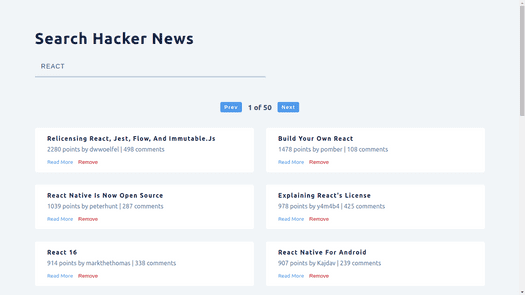 Search Hacker News
REACT
Prev 1 of 50 Next
Relicensing React, Jest, Flow, And Immutable.Js
2280 points by dwwoelfel | 498 comments
Read More Remove
Build Your Own React
1478 points by pomber | 108 comments
Read More Remove
React Native Is Now Open Source
1039 points by peterhunt | 287 comments
Read More Remove
Explaining React's License
978 points by y4m4b4 | 425 comments
Read More Remove
React 16
914 points by markthethomas | 338 comments
Read More Remove
React Native For Android
907 points by Kajdav | 239 comments
Read More Remove